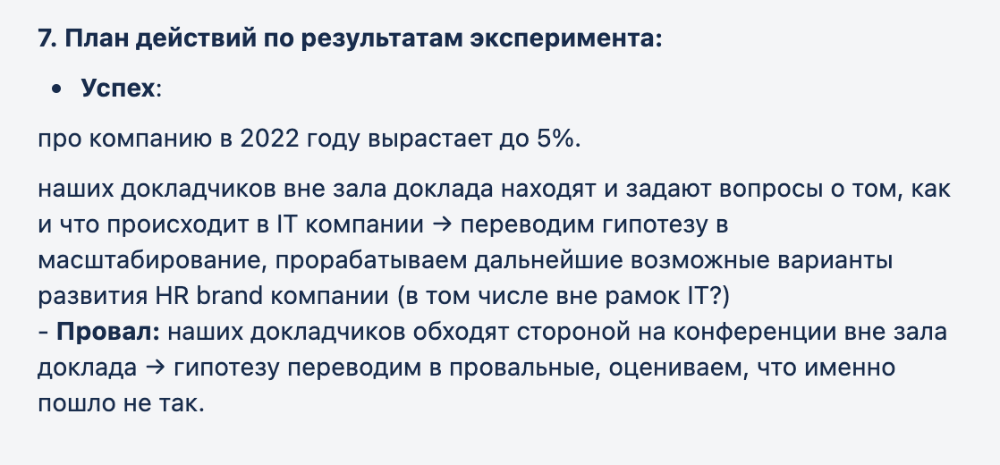 7. План действий по результатам эксперимента:
• Успех:
про компанию в 2022 году вырастает до 5%.
наших докладчиков вне зала доклада находят и задают вопросы о том, как
и что происходит в IT компании → переводим гипотезу в
масштабирование, прорабатываем дальнейшие возможные варианты
развития HR brand компании (в том числе вне рамок IT?)
- Провал: наших докладчиков обходят стороной на конференции вне зала
доклада → гипотезу переводим в провальные, оцениваем, что именно
пошло не так.